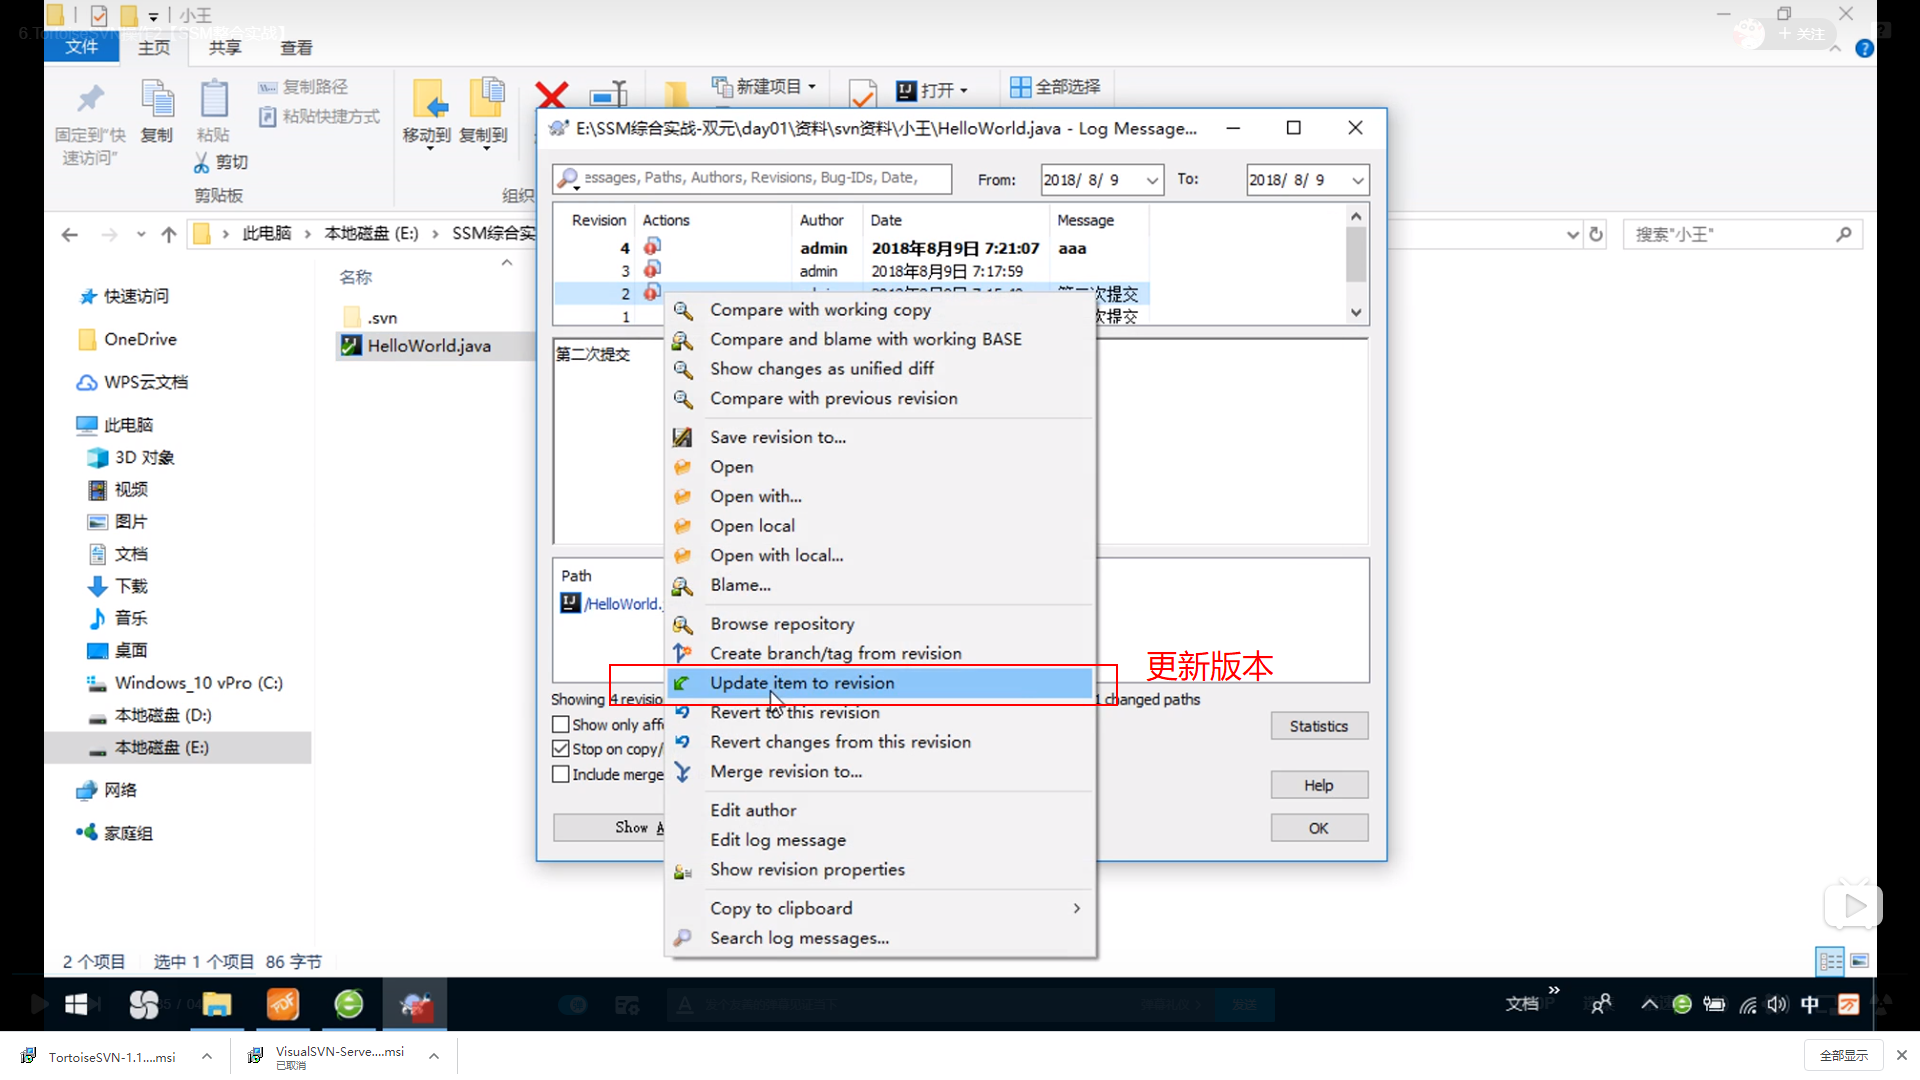 小王
文件
主页
共享
查看
+ 关注
固定到"快
速访问"
复制
粘贴
复制路径
粘贴快捷方式
剪切
剪贴板
移动到
复制到
组织
新建项目
打开
全部选择
此电脑
本地磁盘 (E:)
SSM综合实
搜索"小王"
快速访问
OneDrive
WPS云文档
此电脑
3D 对象
视频
图片
文档
下载
音乐
桌面
Windows_10 vPro (C:)
本地磁盘 (D:)
本地磁盘 (E:)
网络
家庭组
名称
.svn
HelloWorld.java
2 个项目
选中 1 个项目 86 字节
E:\SSM综合实战-双元\day01\资料\svn资料\小王\HelloWorld.java - Log Message...
essages, Paths, Authors, Revisions, Bug-IDs, Date,
From:
2018/ 8/ 9
To:
2018/ 8/ 9
Revision Actions Author Date Message
4 admin 2018年8月9日 7:21:07 aaa
3 admin 2018年8月9日 7:17:59
2
1
第二次提交
Path
/HelloWorld.
Showing 4 revisio
1 changed paths
Show only aff
Stop on copy/
Include merge
Show A
Statistics
Help
OK
Compare with working copy
Compare and blame with working BASE
Show changes as unified diff
Compare with previous revision
Save revision to...
Open
Open with...
Open local
Open with local...
Blame...
Browse repository
Create branch/tag from revision
Update item to revision
Revert to this revision
Revert changes from this revision
Merge revision to...
Edit author
Edit log message
Show revision properties
Copy to clipboard
Search log messages...
更新版本
文档
中
TortoiseSVN-1.1....msi
VisualSVN-Serve....msi
已取消
全部显示